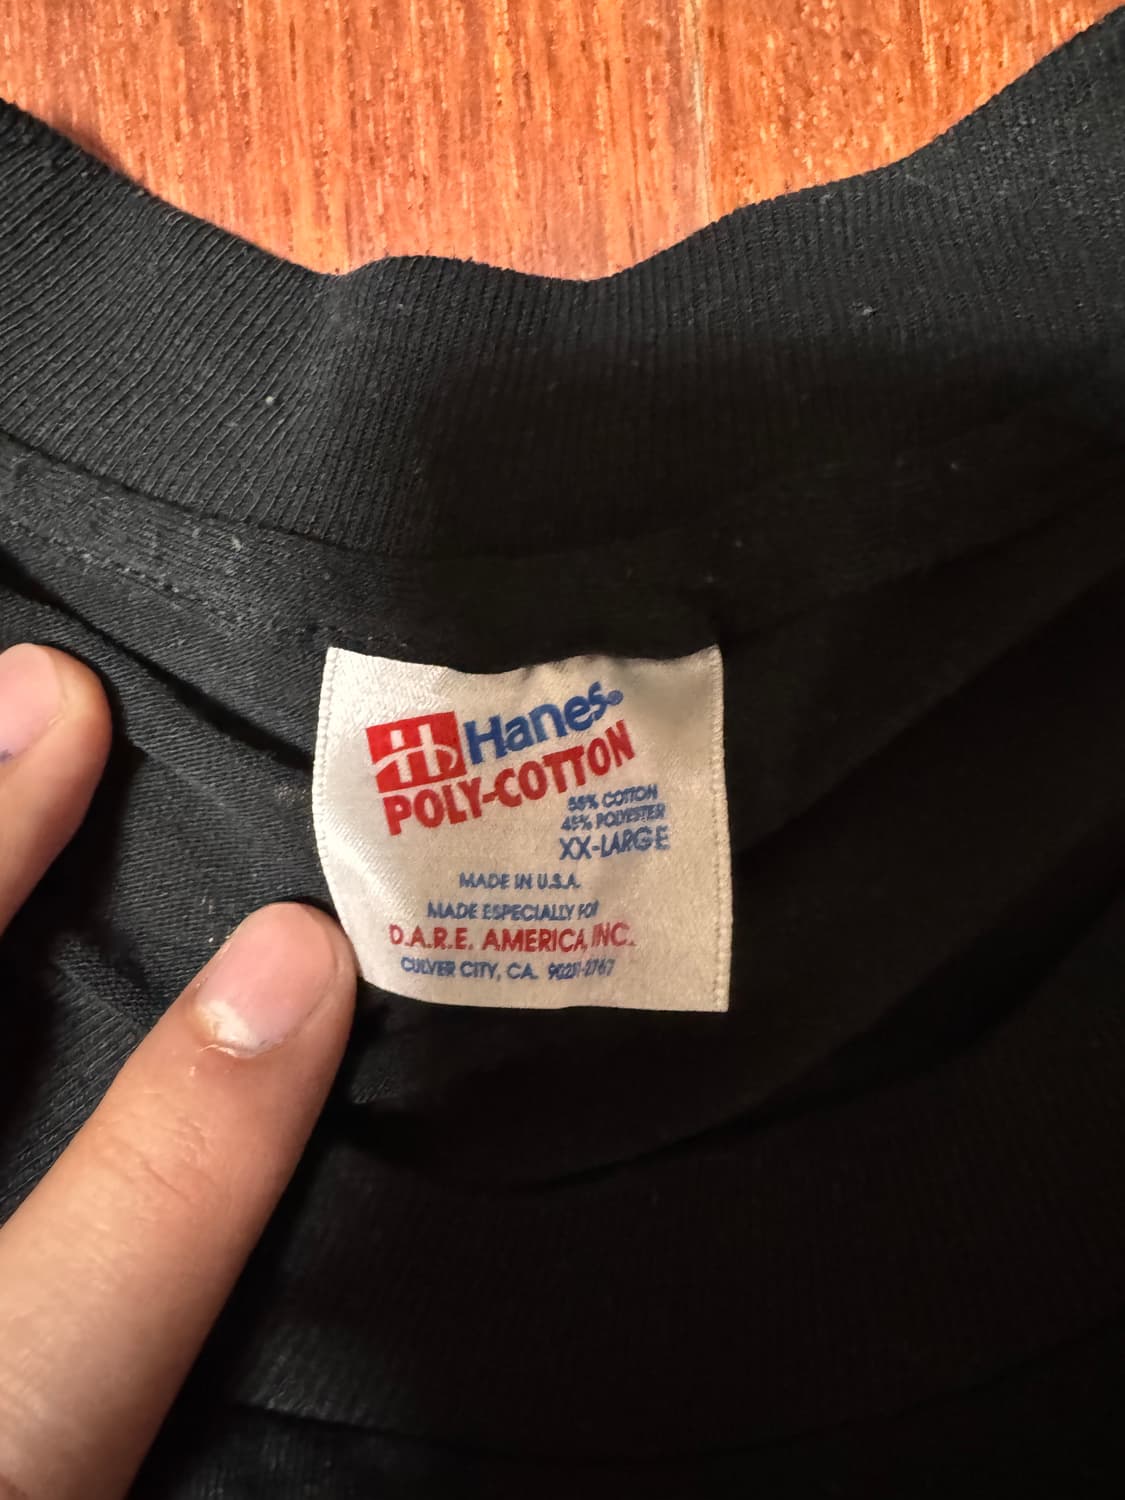 Hanes®
POLY-COTTON
55% COTTON
45% POLYESTER
XX-LARGE
MADE IN U.S.A.
MADE ESPECIALLY FOR
D.A.R.E. AMERICA, INC.
CULVER CITY, CA.